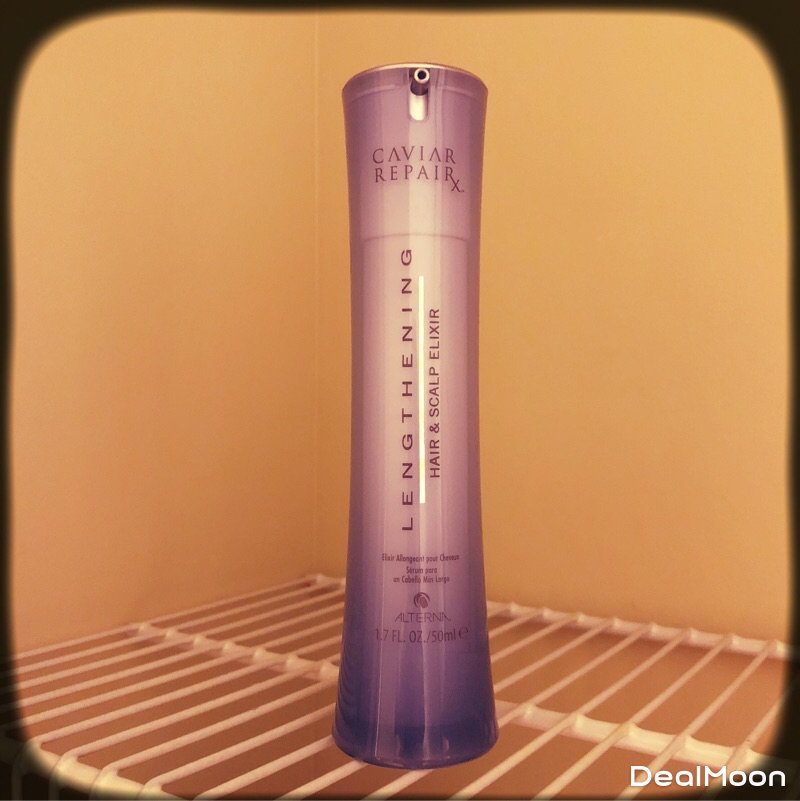 CAVIAR
REPAIRx
LENGTHENING
HAIR & SCALP ELIXIR
Elixir Allongeant pour Cheveux
Sérum para
un Cabello Mas Largo
ALTERNA
1.7 FL. OZ./50ml e
DealMoon